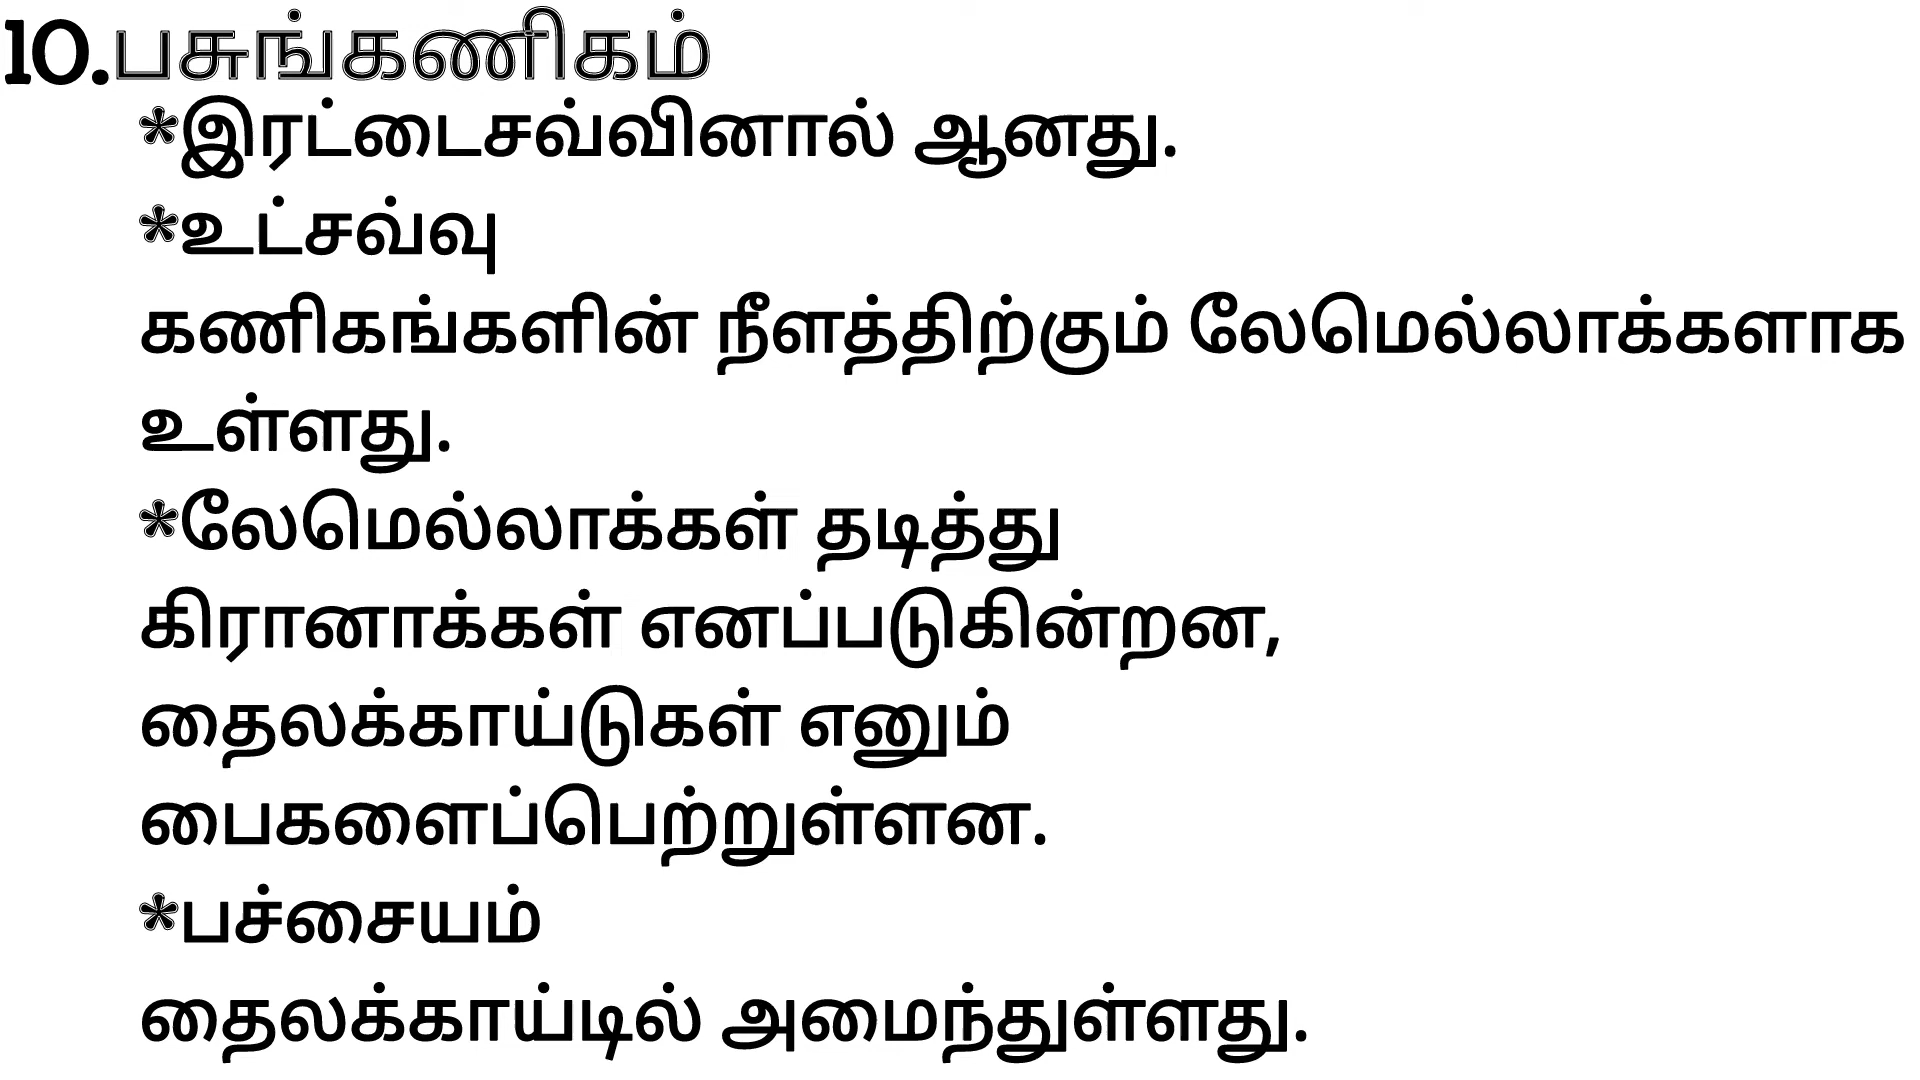 10.பசுங்கணிகம்
*இரட்டைசவ்வினால் ஆனது.
*உட்சவ்வு
கணிகங்களின் நீளத்திற்கும் லேமெல்லாக்களாக
உள்ளது.
*லேமெல்லாக்கள் தடித்து
கிரானாக்கள் எனப்படுகின்றன,
தைலக்காய்டுகள் எனும்
பைகளைப்பெற்றுள்ளன.
*பச்சையம்
தைலக்காய்டில் அமைந்துள்ளது.